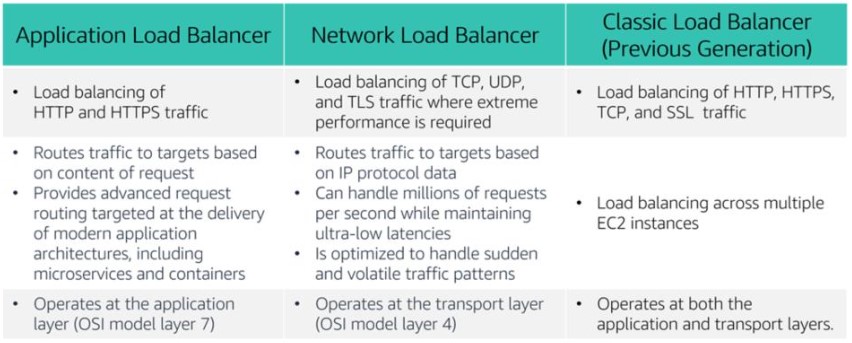 Application Load Balancer
Network Load Balancer
Classic Load Balancer
(Previous Generation)
• Load balancing of
HTTP and HTTPS traffic
• Load balancing of TCP, UDP,
and TLS traffic where extreme
performance is required
• Load balancing of HTTP, HTTPS,
TCP, and SSL traffic
• Routes traffic to targets based
on content of request
• Provides advanced request
routing targeted at the delivery
of modern application
architectures, including
microservices and containers
• Routes traffic to targets based
on IP protocol data
• Can handle millions of requests
per second while maintaining
ultra-low latencies
• Is optimized to handle sudden
and volatile traffic patterns
• Load balancing across multiple
EC2 instances
• Operates at the application
layer (OSI model layer 7)
• Operates at the transport layer
(OSI model layer 4)
• Operates at both the
application and transport layers.